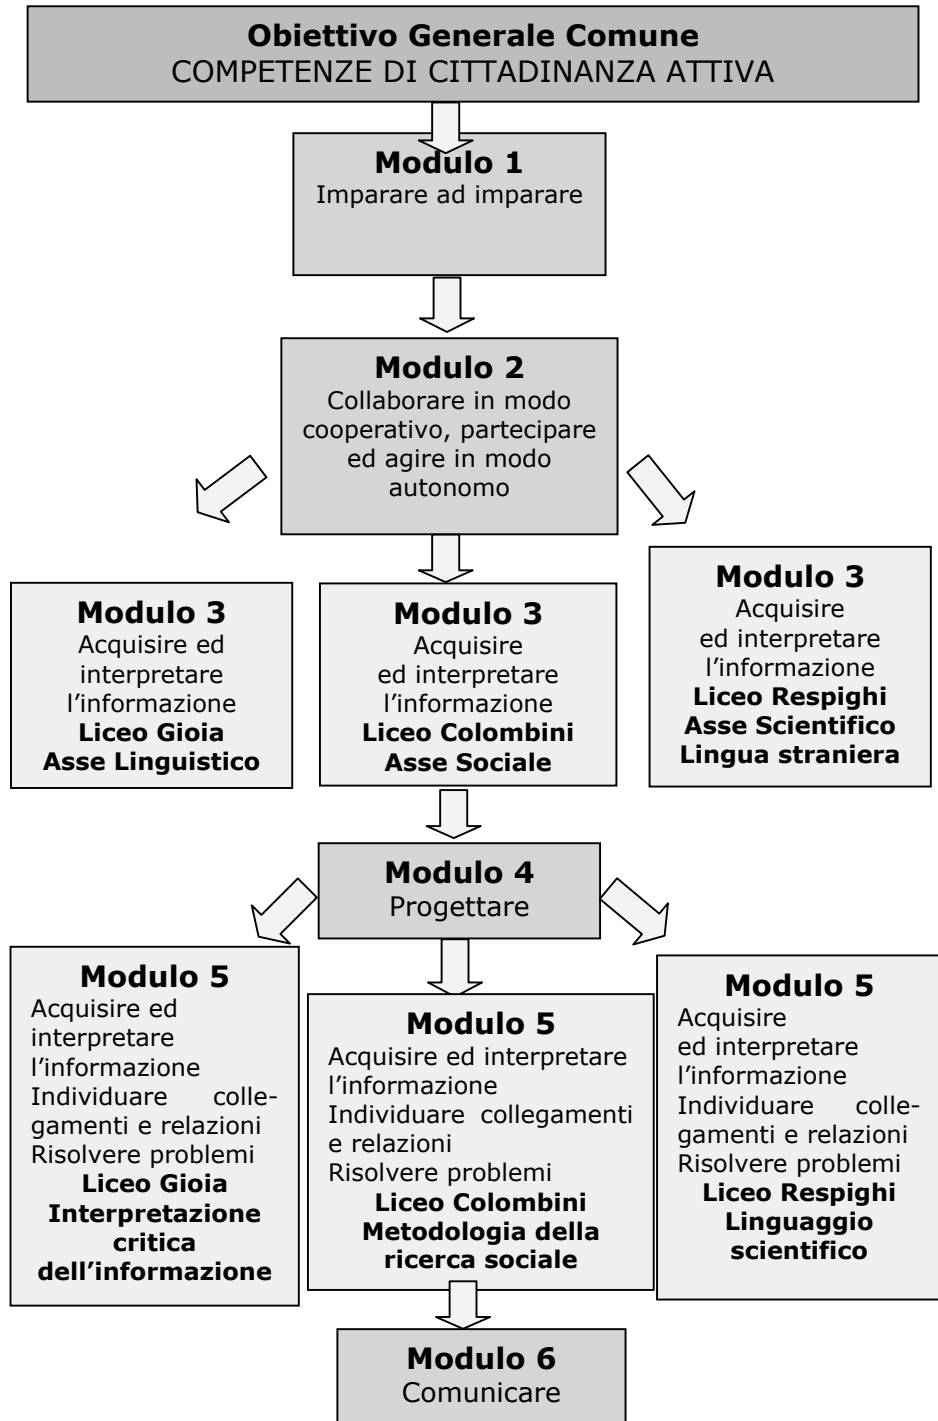 Obiettivo Generale Comune
COMPETENZE DI CITTADINANZA ATTIVA
Modulo 1
Imparare ad imparare
Modulo 2
Collaborare in modo
cooperativo, partecipare
ed agire in modo
autonomo
Modulo 3
Acquisire ed
interpretare
l’informazione
Liceo Gioia
Asse Linguistico
Modulo 3
Acquisire
ed interpretare
l’informazione
Liceo Colombini
Asse Sociale
Modulo 3
Acquisire
ed interpretare
l’informazione
Liceo Respighi
Asse Scientifico
Lingua straniera
Modulo 4
Progettare
Modulo 5
Acquisire ed
interpretare
l’informazione
Individuare colle-
gamenti e relazioni
Risolvere problemi
Liceo Gioia
Interpretazione
critica
dell’informazione
Modulo 5
Acquisire ed interpretare
l’informazione
Individuare collegamenti
e relazioni
Risolvere problemi
Liceo Colombini
Metodologia della
ricerca sociale
Modulo 5
Acquisire
ed interpretare
l’informazione
Individuare colle-
gamenti e relazioni
Risolvere problemi
Liceo Respighi
Linguaggio
scientifico
Modulo 6
Comunicare